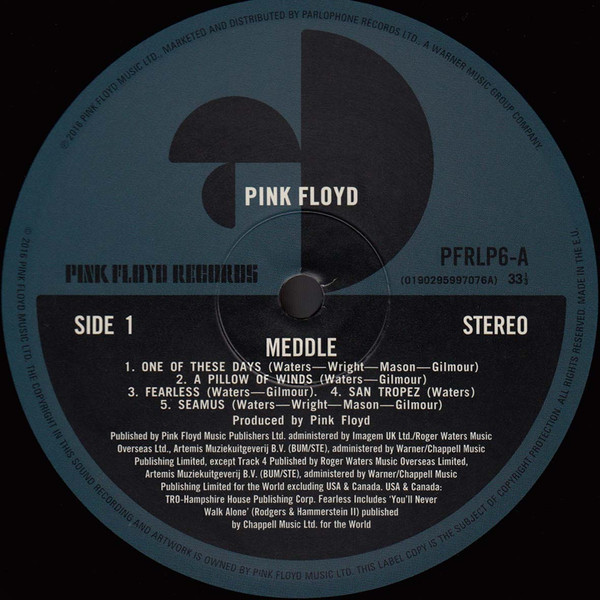 ℗ 2016 PINK FLOYD MUSIC LTD., MARKETED AND DISTRIBUTED BY PARLOPHONE RECORDS LTD., A WARNER MUSIC GROUP COMPANY.
PINK FLOYD
PINK FLOYD RECORDS
PFRLP6-A
(0190295997076A) 33⅓
SIDE 1
STEREO
MEDDLE
1. ONE OF THESE DAYS (Waters—Wright—Mason—Gilmour)
2. A PILLOW OF WINDS (Waters—Gilmour)
3. FEARLESS (Waters—Gilmour). 4. SAN TROPEZ (Waters)
5. SEAMUS (Waters—Wright—Mason—Gilmour)
Produced by Pink Floyd
Published by Pink Floyd Music Publishers Ltd. administered by Imagem UK Ltd./Roger Waters Music
Overseas Ltd., Artemis Muziekuitgeverij B.V. (BUM/STE), administered by Warner/Chappell Music
Publishing Limited, except Track 4 Published by Roger Waters Music Overseas Limited,
Artemis Muziekuitgeverij B.V. (BUM/STE), administered by Warner/Chappell Music
Publishing Limited for the world excluding USA & Canada. USA & Canada:
TRO-Hampshire House Publishing Corp. Fearless Includes 'You'll Never
Walk Alone' (Rodgers & Hammerstein II) published
by Chappell Music Ltd. for the World
© 2016 PINK FLOYD MUSIC LTD. THE COPYRIGHT IN THIS SOUND RECORDING AND ARTWORK IS OWNED BY PINK FLOYD MUSIC LTD. THIS LABEL COPY IS THE SUBJECT OF COPYRIGHT PROTECTION. ALL RIGHTS RESERVED. MADE IN THE E.U.